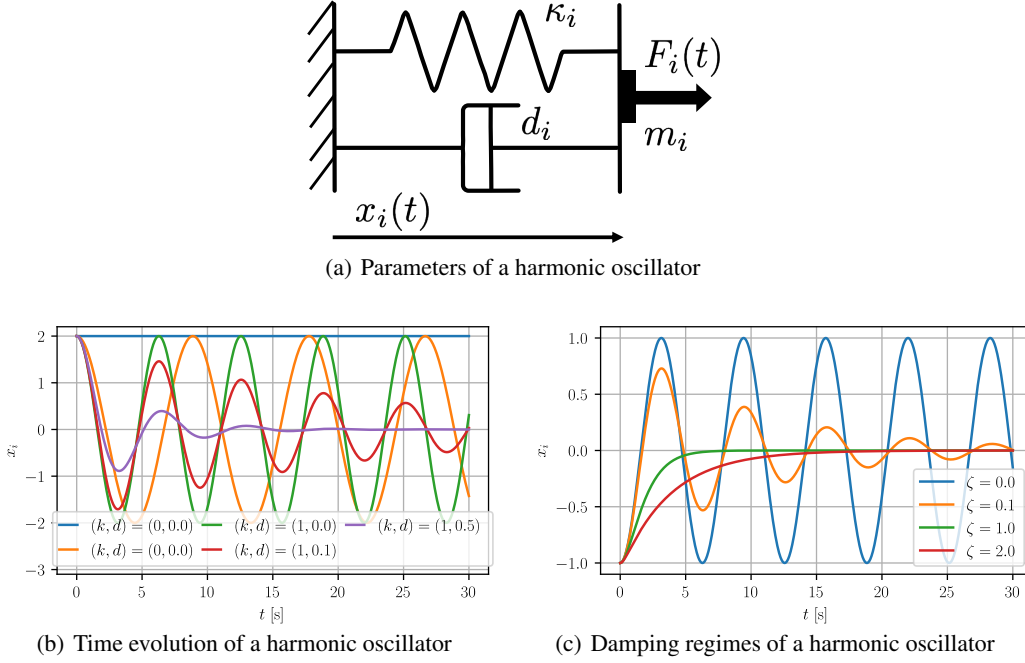 κ_i
F_i(t)
d_i
m_i
x_i(t)
(a) Parameters of a harmonic oscillator
2
1
0
−1
−2
−3
x_i
0 5 10 15 20 25 30
t [s]
(k, d) = (0, 0.0) (k, d) = (1, 0.0) (k, d) = (1, 0.5)
(k, d) = (0, 0.0) (k, d) = (1, 0.1)
(b) Time evolution of a harmonic oscillator
1.0
0.5
0.0
−0.5
−1.0
x_i
0 5 10 15 20 25 30
t [s]
ζ = 0.0
ζ = 0.1
ζ = 1.0
ζ = 2.0
(c) Damping regimes of a harmonic oscillator